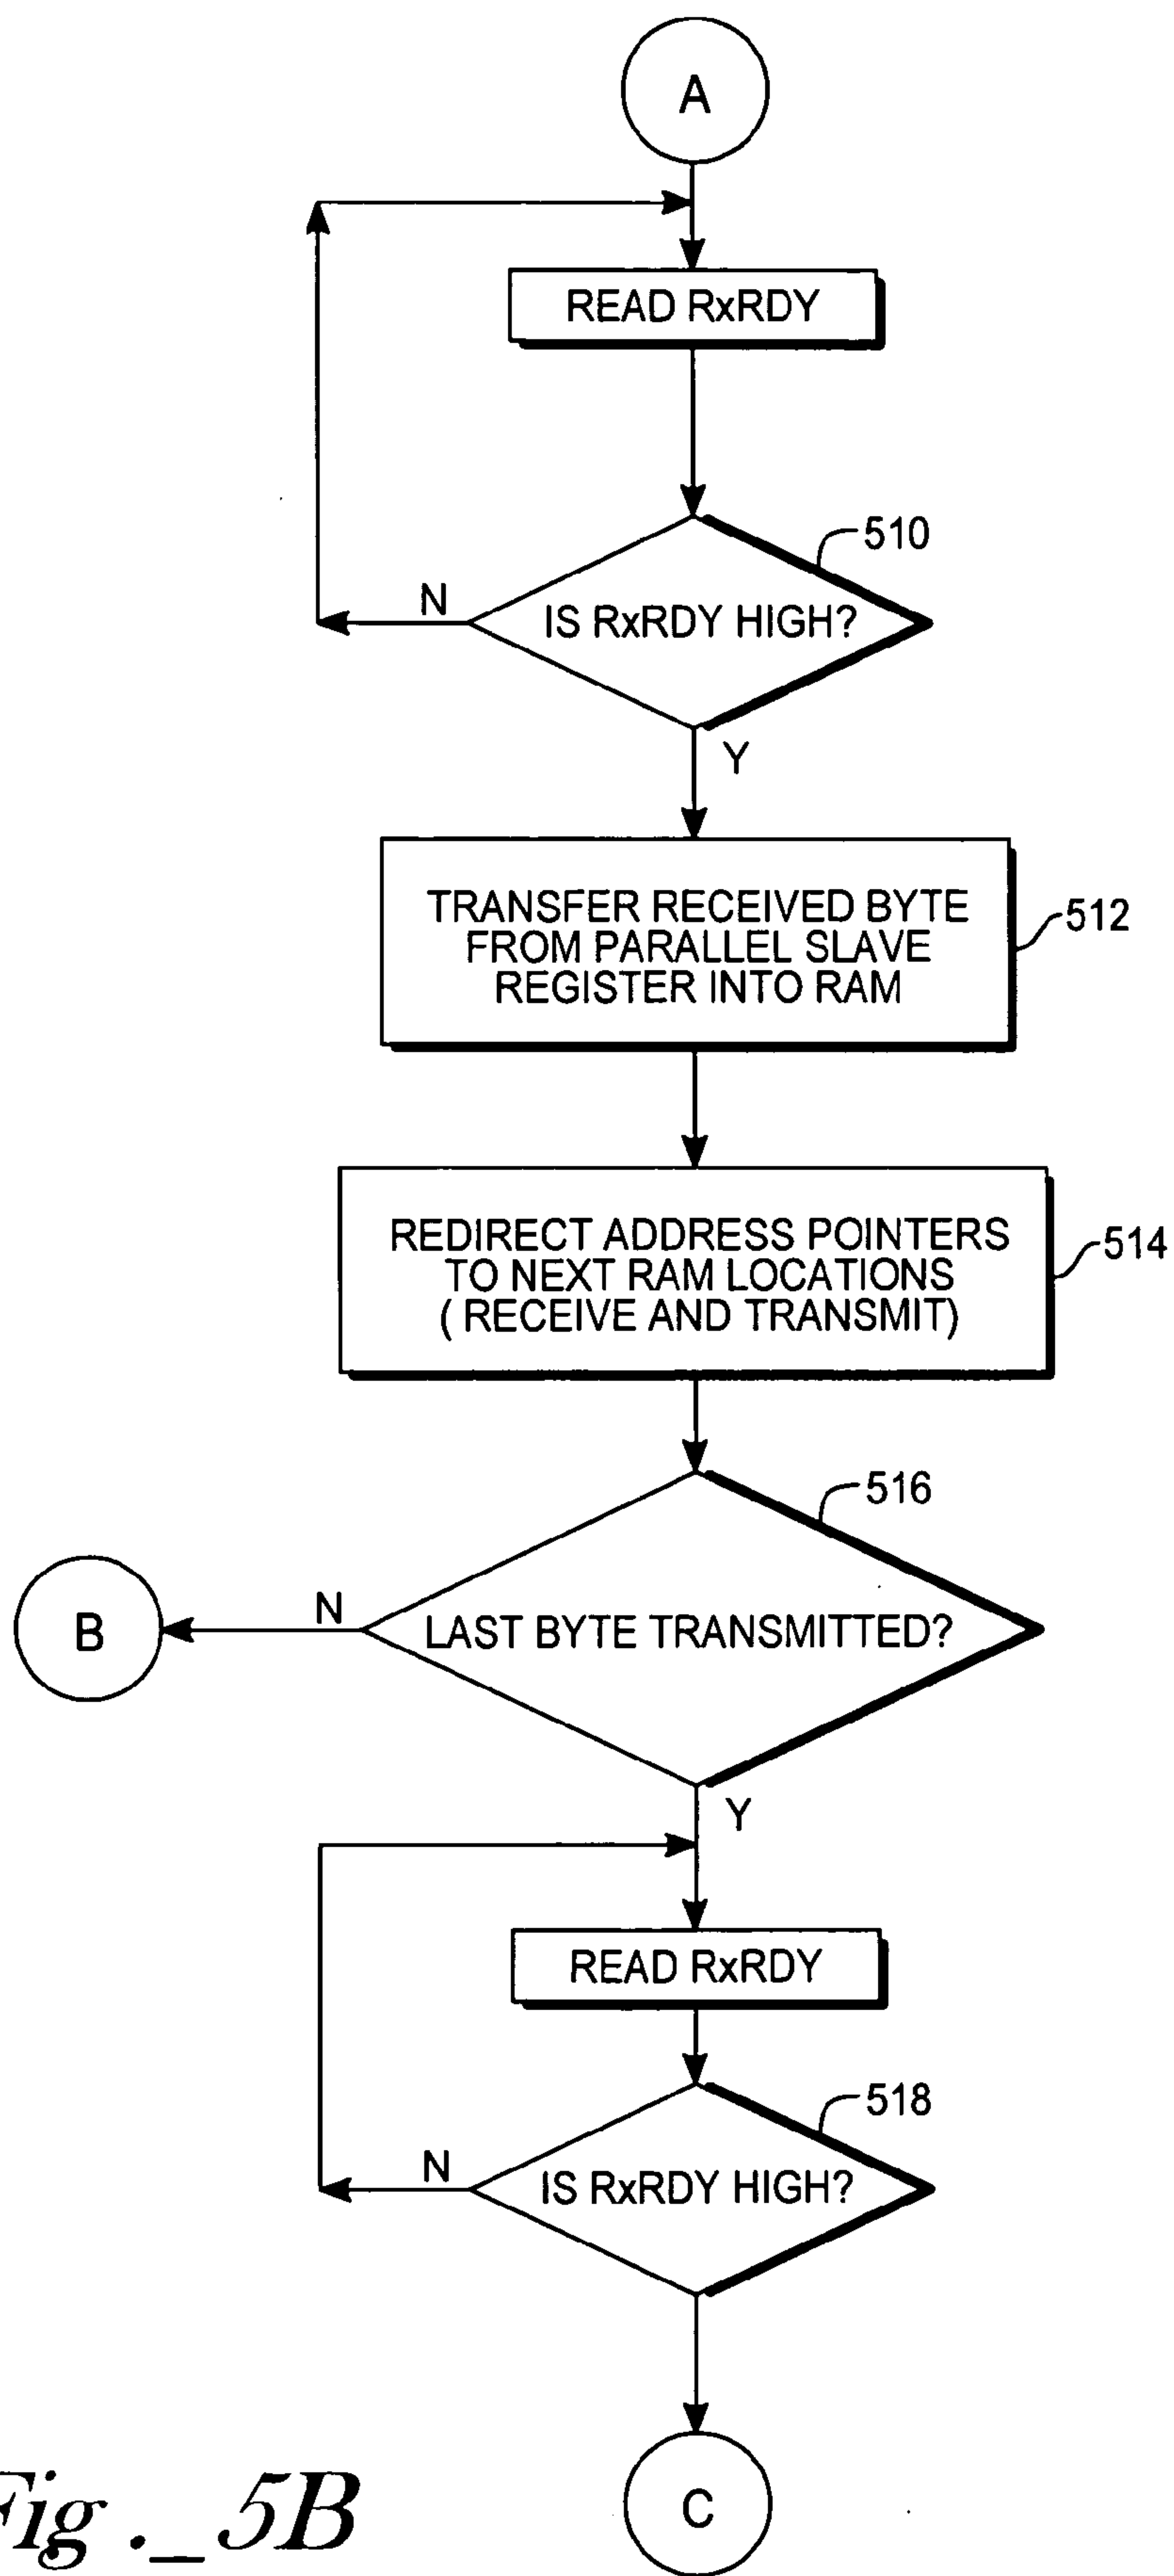 A
READ RxRDY
510
N
IS RxRDY HIGH?
Y
TRANSFER RECEIVED BYTE
FROM PARALLEL SLAVE
REGISTER INTO RAM
512
REDIRECT ADDRESS POINTERS
TO NEXT RAM LOCATIONS
( RECEIVE AND TRANSMIT)
514
516
B
N
LAST BYTE TRANSMITTED?
Y
READ RxRDY
518
N
IS RxRDY HIGH?
C
Fig._5B